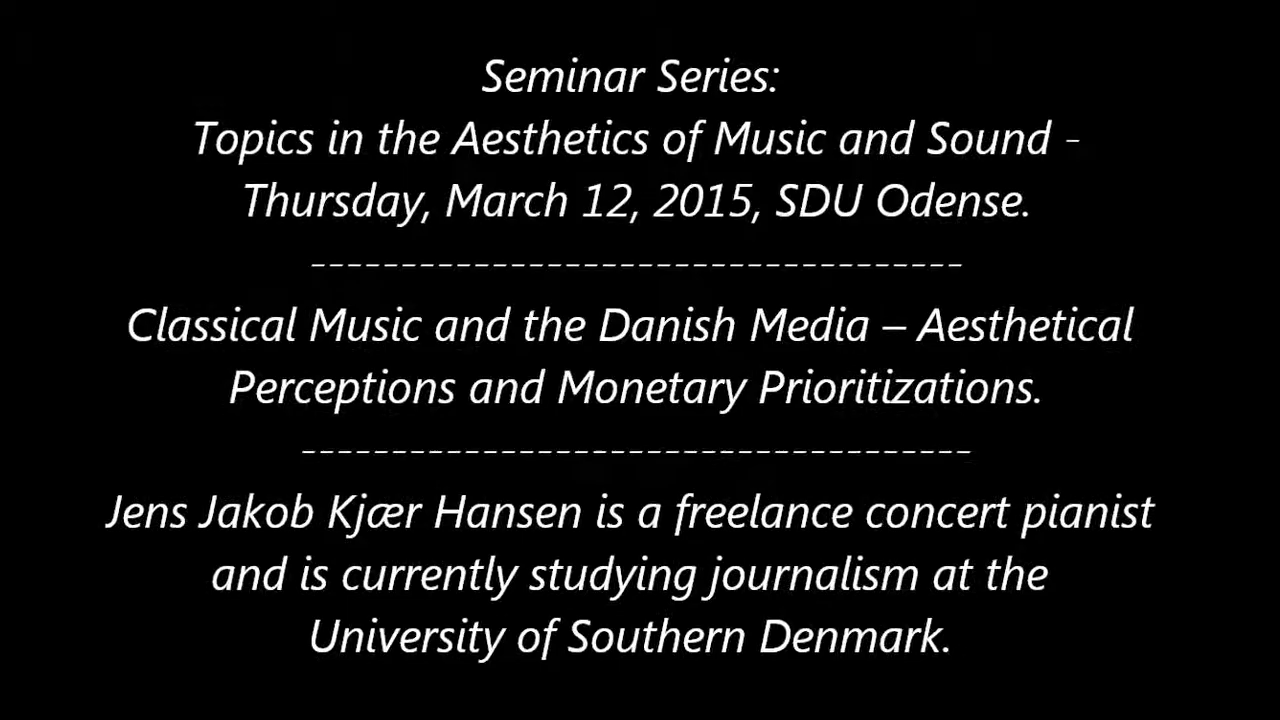 Seminar Series:
Topics in the Aesthetics of Music and Sound -
Thursday, March 12, 2015, SDU Odense.
------------------------------------
Classical Music and the Danish Media – Aesthetical
Perceptions and Monetary Prioritizations.
-------------------------------------
Jens Jakob Kjær Hansen is a freelance concert pianist
and is currently studying journalism at the
University of Southern Denmark.